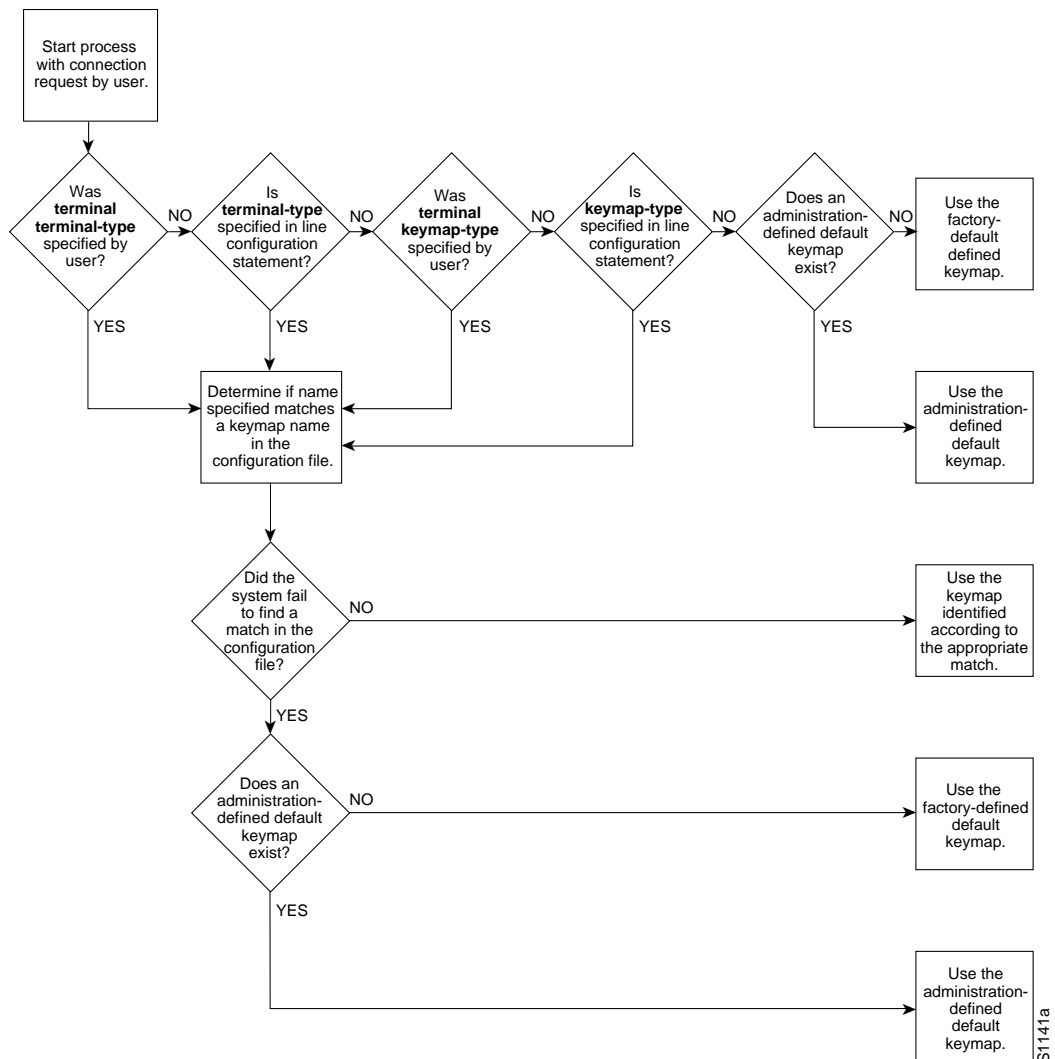 Start process
with connection
request by user.
Was
terminal
terminal-type
specified by
user?
NO
YES
Is
terminal-type
specified in line
configuration
statement?
NO
YES
Was
terminal
keymap-type
specified by
user?
NO
YES
Is
keymap-type
specified in line
configuration
statement?
NO
YES
Does an
administration-
defined default
keymap
exist?
NO
YES
Use the
factory-
default
defined
keymap.
Determine if name
specified matches
a keymap name
in the
configuration file.
Use the
administration-
defined
default
keymap.
Did the
system fail
to find a
match in the
configuration
file?
NO
YES
Use the
keymap
identified
according to
the appropriate
match.
Does an
administration-
defined default
keymap
exist?
NO
YES
Use the
factory-defined
default
keymap.
Use the
administration-
defined
default
keymap.
S1141a